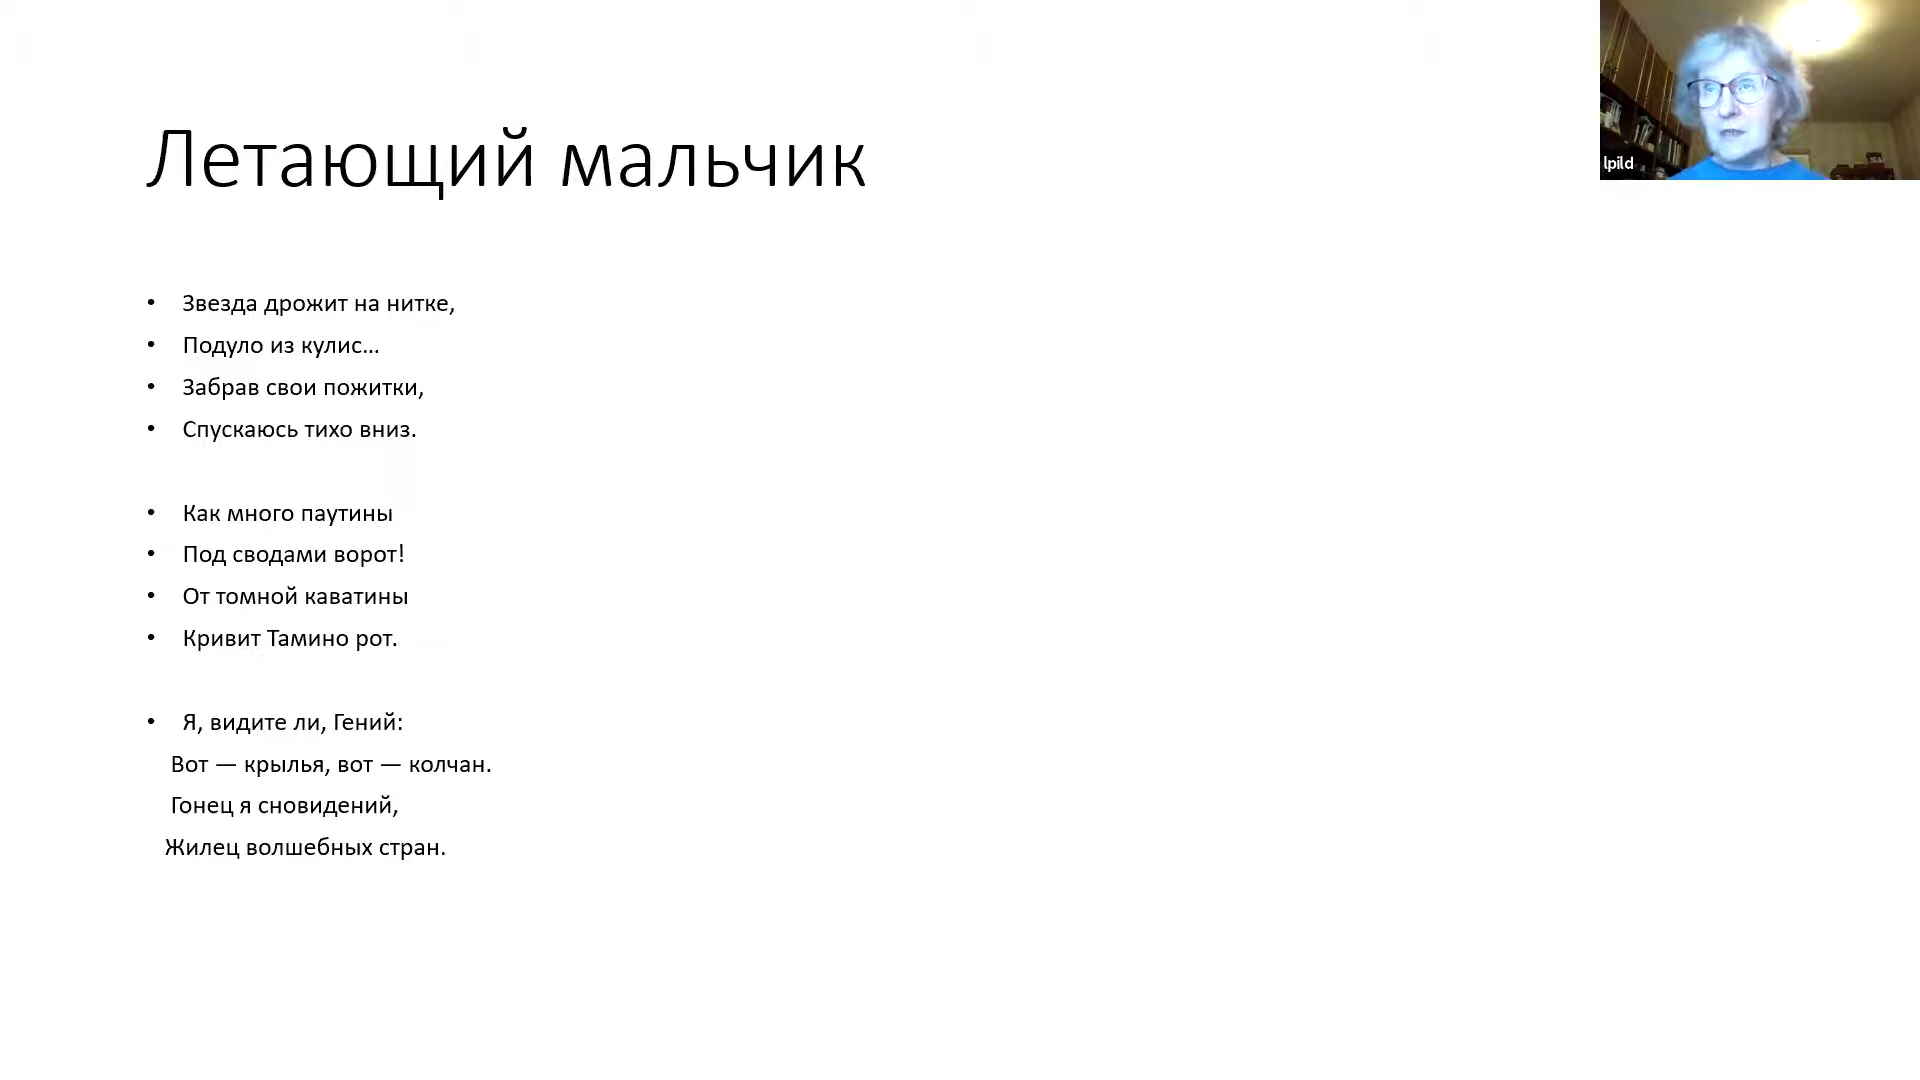 Летающий мальчик
lpild
• Звезда дрожит на нитке,
• Подуло из кулис…
• Забрав свои пожитки,
• Спускаюсь тихо вниз.
• Как много паутины
• Под сводами ворот!
• От томной каватины
• Кривит Тамино рот.
• Я, видите ли, Гений:
Вот — крылья, вот — колчан.
Гонец я сновидений,
Жилец волшебных стран.